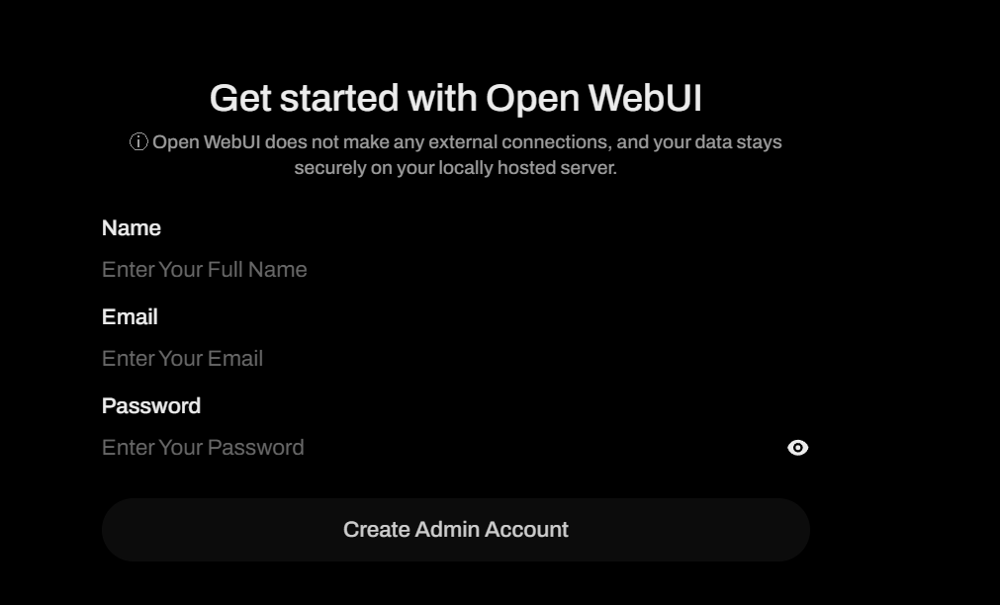 Get started with Open WebUI
ⓘ Open WebUI does not make any external connections, and your data stays
securely on your locally hosted server.
Name
Enter Your Full Name
Email
Enter Your Email
Password
Enter Your Password
Create Admin Account